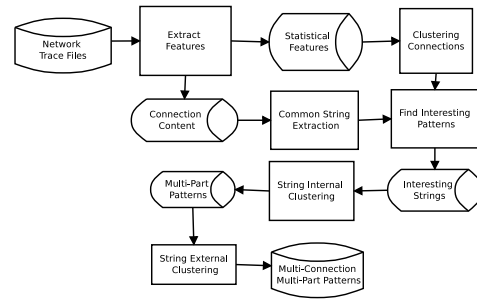 Network
Trace Files
Extract
Features
Statistical
Features
Clustering
Connections
Connection
Content
Common String
Extraction
Find Interesting
Patterns
Multi-Part
Patterns
String Internal
Clustering
Interesting
Strings
String External
Clustering
Multi-Connection
Multi-Part Patterns